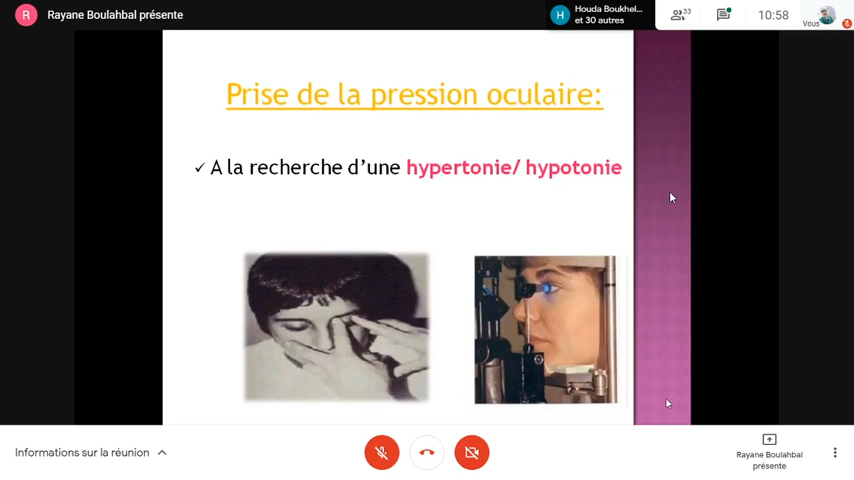 R Rayane Boulahbal présente
H Houda Boukhel...
et 30 autres
33
10:58
Vous
Prise de la pression oculaire:
✓ A la recherche d'une hypertonie/ hypotonie
Informations sur la réunion
Rayane Boulahbal
présente